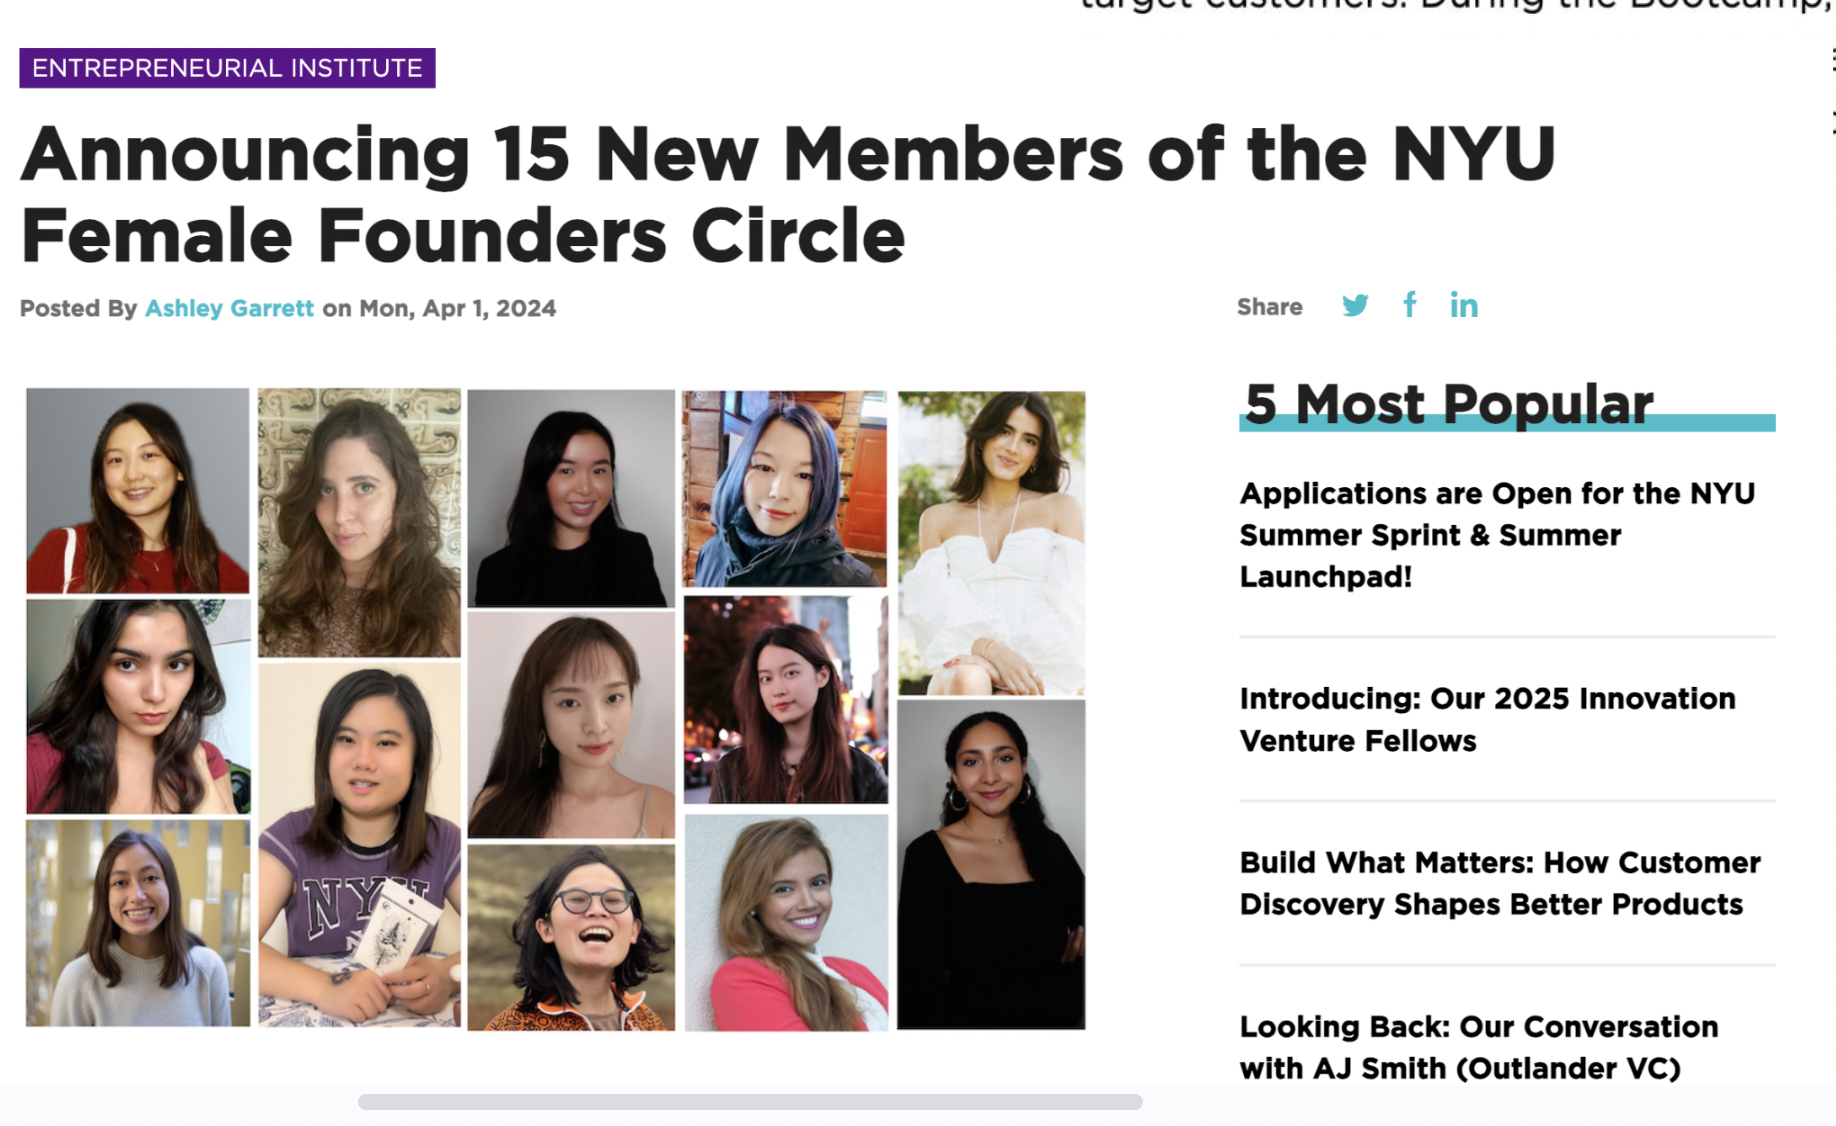 target customers. During the Bootcamp,
ENTREPRENEURIAL INSTITUTE
Announcing 15 New Members of the NYU
Female Founders Circle
Posted By Ashley Garrett on Mon, Apr 1, 2024
Share
5 Most Popular
Applications are Open for the NYU
Summer Sprint & Summer
Launchpad!
Introducing: Our 2025 Innovation
Venture Fellows
Build What Matters: How Customer
Discovery Shapes Better Products
Looking Back: Our Conversation
with AJ Smith (Outlander VC)
NYU